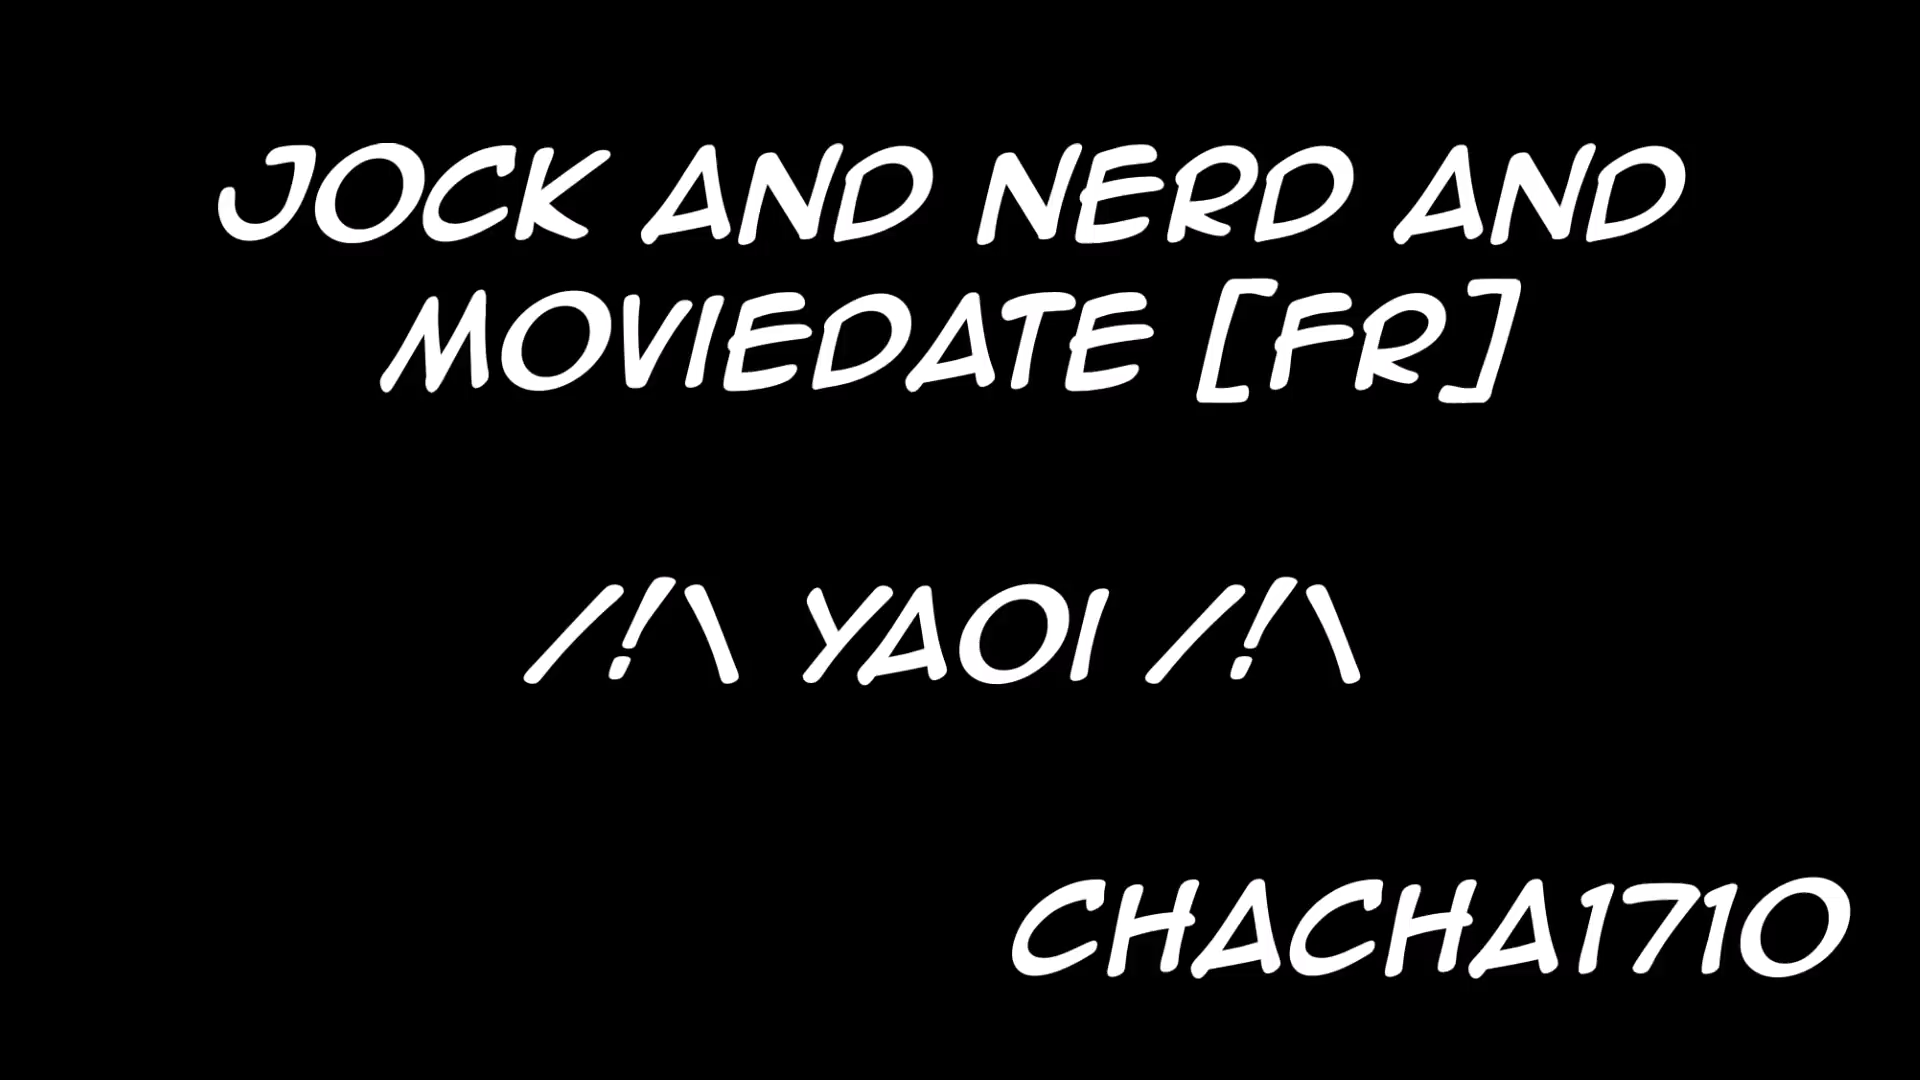 JOCK AND NERD AND
MOVIEDATE [FR]
/!\ YAOI /!\
CHACHA1710